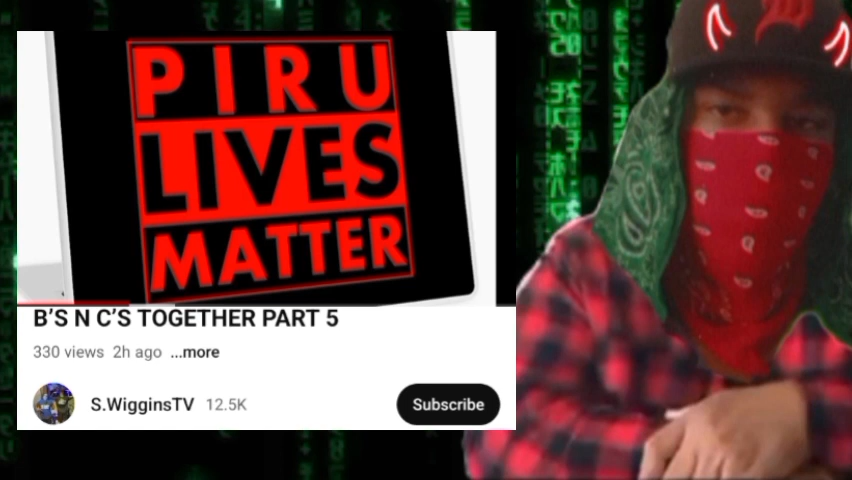 PIRU
LIVES
MATTER
B'S N C'S TOGETHER PART 5
330 views 2h ago ...more
S.WigginsTV 12.5K
Subscribe